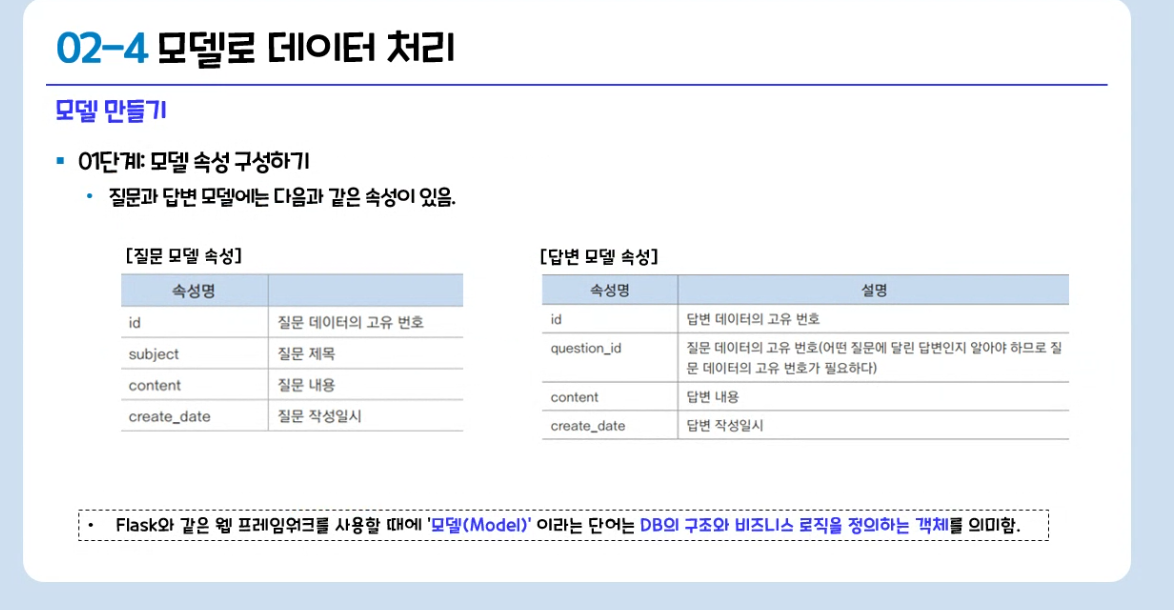 02-4 모델로 데이터 처리
모델 만들기
01단계: 모델 속성 구성하기
질문과 답변 모델에는 다음과 같은 속성이 있음.
[질문 모델 속성]
속성명
id 질문 데이터의 고유 번호
subject 질문 제목
content 질문 내용
create_date 질문 작성일시
[답변 모델 속성]
속성명 설명
id 답변 데이터의 고유 번호
question_id 질문 데이터의 고유 번호(어떤 질문에 달린 답변인지 알아야 하므로 질
문 데이터의 고유 번호가 필요하다)
content 답변 내용
create_date 답변 작성일시
Flask와 같은 웹 프레임워크를 사용할 때에 '모델(Model)' 이라는 단어는 DB의 구조와 비즈니스 로직을 정의하는 객체를 의미함.